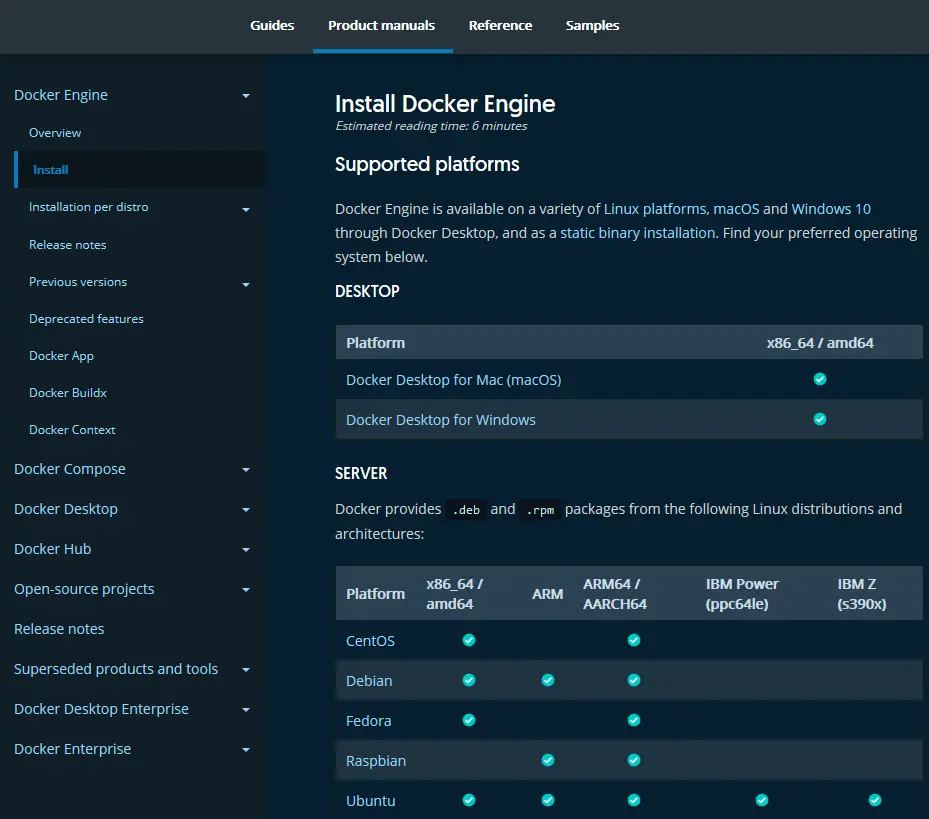 Guides
Product manuals
Reference
Samples
Docker Engine
Overview
Install
Installation per distro
Release notes
Previous versions
Deprecated features
Docker App
Docker Buildx
Docker Context
Docker Compose
Docker Desktop
Docker Hub
Open-source projects
Release notes
Superseded products and tools
Docker Desktop Enterprise
Docker Enterprise
Install Docker Engine
Estimated reading time: 6 minutes
Supported platforms
Docker Engine is available on a variety of Linux platforms, macOS and Windows 10
through Docker Desktop, and as a static binary installation. Find your preferred operating
system below.
DESKTOP
Platform x86_64 / amd64
Docker Desktop for Mac (macOS)
Docker Desktop for Windows
SERVER
Docker provides .deb and .rpm packages from the following Linux distributions and
architectures:
Platform x86_64 / amd64 ARM ARM64 / AARCH64 IBM Power (ppc64le) IBM Z (s390x)
CentOS
Debian
Fedora
Raspbian
Ubuntu